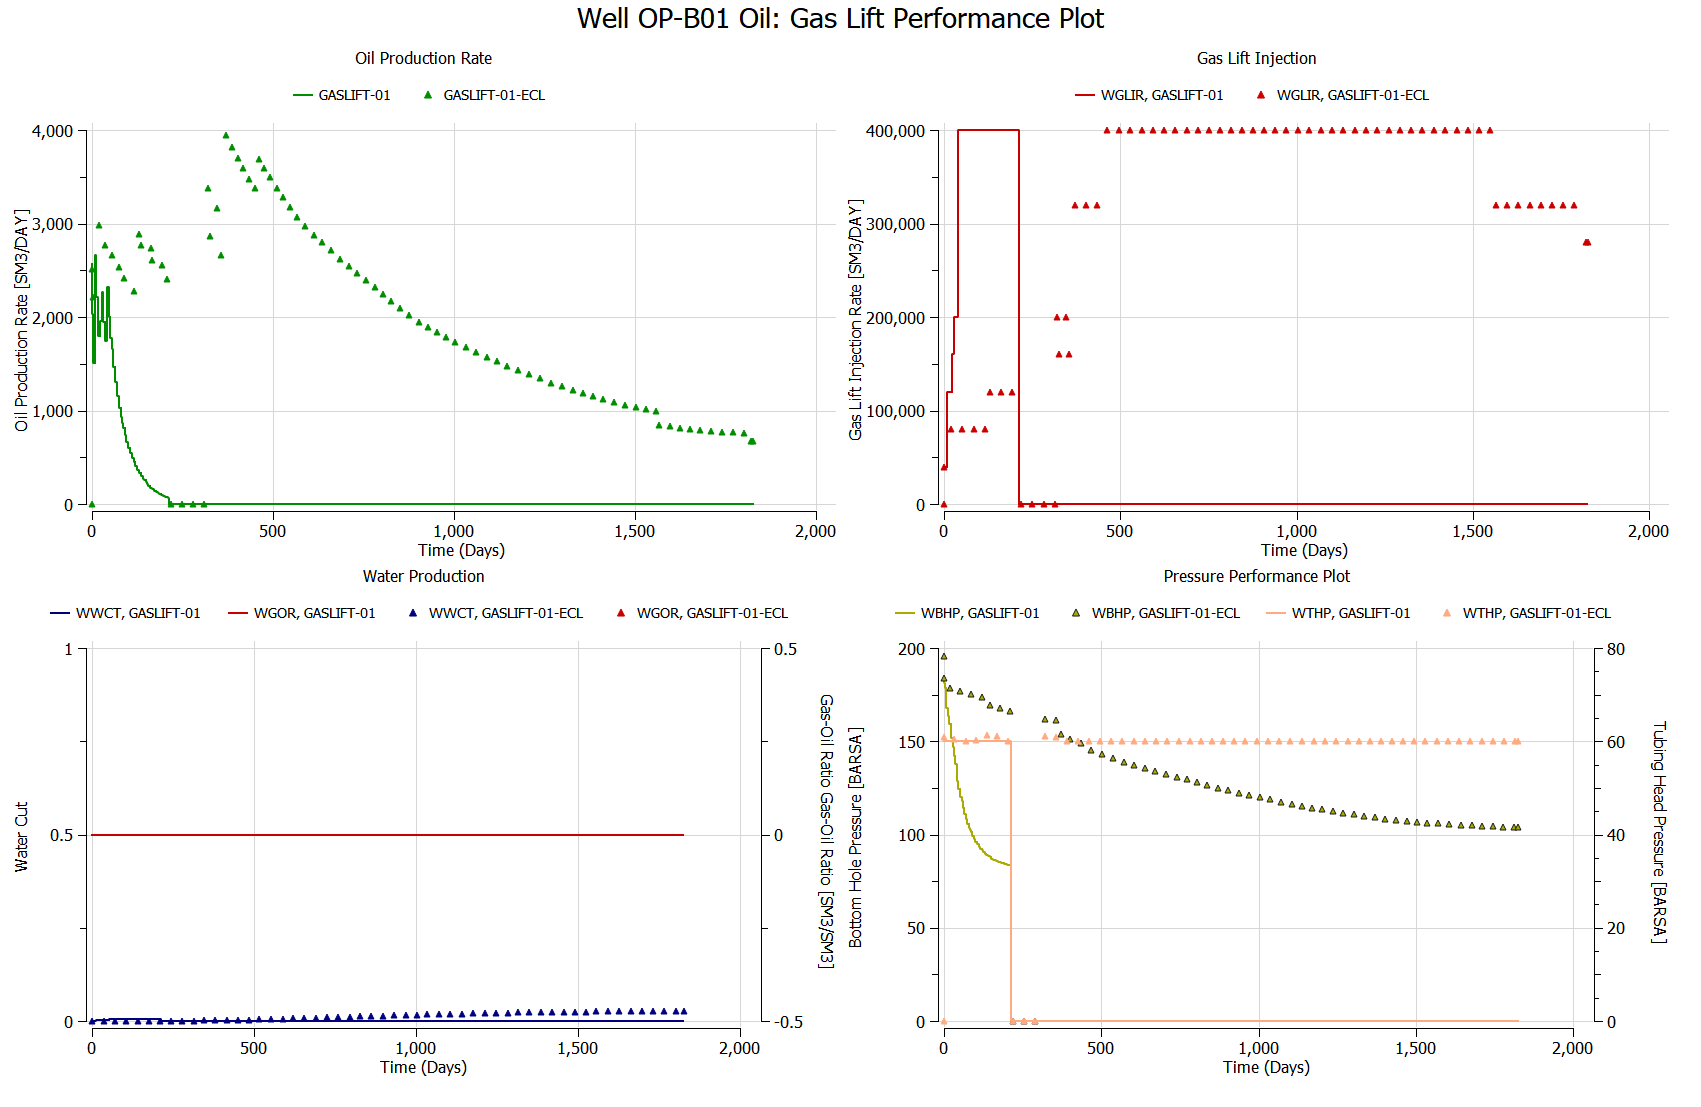 Well OP-B01 Oil: Gas Lift Performance Plot
Oil Production Rate
GASLIFT-01
GASLIFT-01-ECL
Oil Production Rate [SM3/DAY]
4,000
3,000
2,000
1,000
0
0
500
1,000
1,500
2,000
Time (Days)
Gas Lift Injection
WGLIR, GASLIFT-01
WGLIR, GASLIFT-01-ECL
Gas Lift Injection Rate [SM3/DAY]
400,000
300,000
200,000
100,000
0
0
500
1,000
1,500
2,000
Time (Days)
Water Production
WWCT, GASLIFT-01
WGOR, GASLIFT-01
WWCT, GASLIFT-01-ECL
WGOR, GASLIFT-01-ECL
Water Cut
1
0.5
0
0.5
0
-0.5
Gas-Oil Ratio Gas-Oil Ratio [SM3/SM3]
0
500
1,000
1,500
2,000
Time (Days)
Pressure Performance Plot
WBHP, GASLIFT-01
WBHP, GASLIFT-01-ECL
WTHP, GASLIFT-01
WTHP, GASLIFT-01-ECL
Bottom Hole Pressure [BARSA]
200
150
100
50
0
80
60
40
20
0
Tubing Head Pressure [BARSA]
0
500
1,000
1,500
2,000
Time (Days)